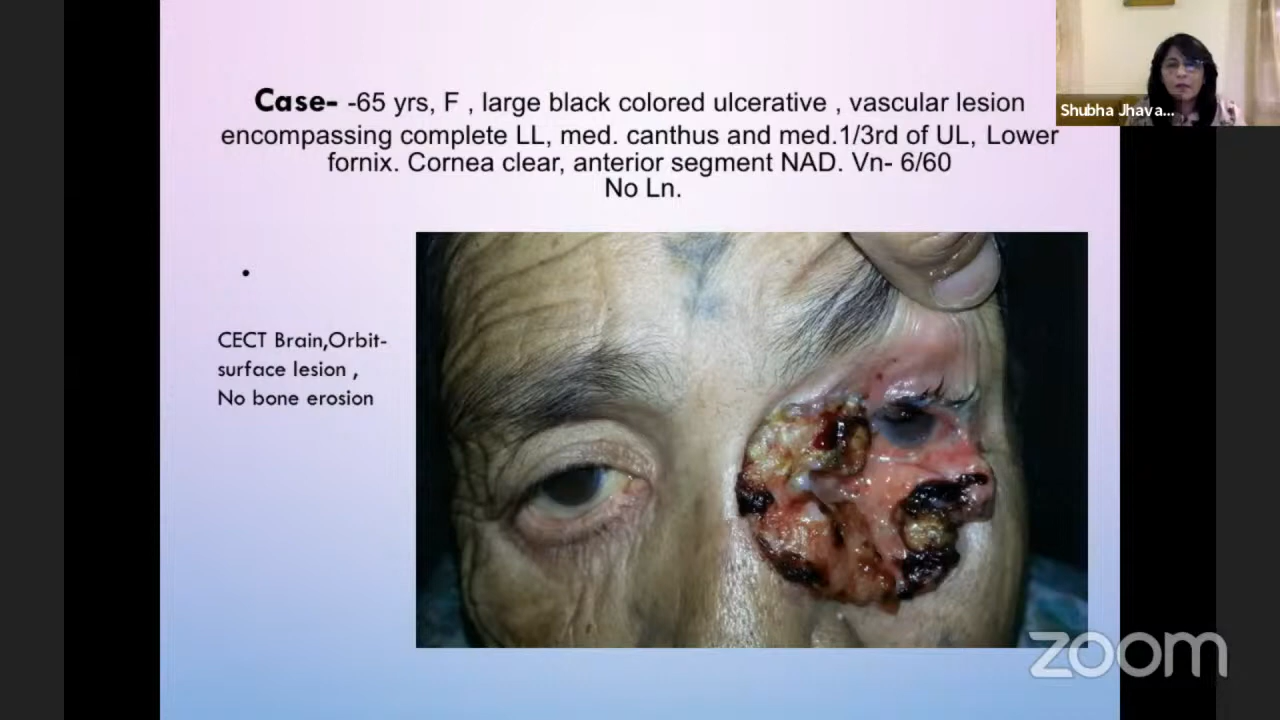 Case- -65 yrs, F , large black colored ulcerative , vascular lesion
encompassing complete LL, med. canthus and med.1/3rd of UL, Lower
fornix. Cornea clear, anterior segment NAD. Vn- 6/60
No Ln.
Shubha Jhava...
CECT Brain,Orbit-
surface lesion ,
No bone erosion
zoom